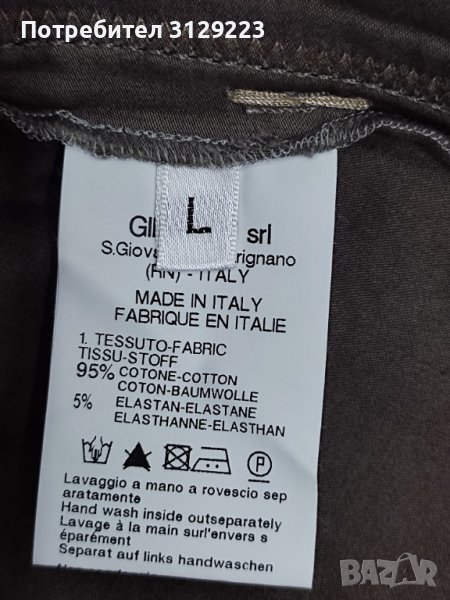 Потребител 3129223
L
srl
S.Giova rignano
(RN) - ITALY
MADE IN ITALY
FABRIQUE EN ITALIE
1. TESSUTO-FABRIC
TISSU-STOFF
95% COTONE-COTTON
COTON-BAUMWOLLE
5% ELASTAN-ELASTANE
ELASTHANNE-ELASTHAN
P
Lavaggio a mano a rovescio sep
aratamente
Hand wash inside outseparately
Lavage à la main surl'envers s
éparément
Separat auf links handwaschen
BAZAR